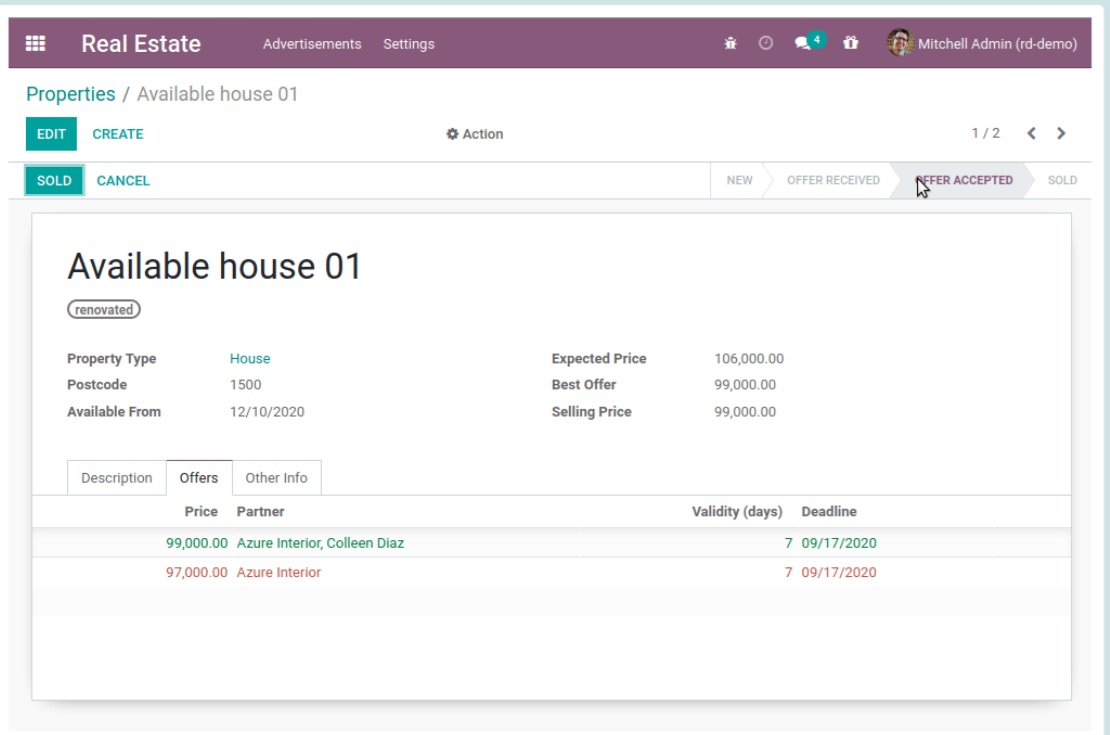 Real Estate Advertisements Settings 4 Mitchell Admin (rd-demo)
Properties / Available house 01
EDIT CREATE Action 1 / 2
SOLD CANCEL NEW OFFER RECEIVED OFFER ACCEPTED SOLD
Available house 01
renovated
Property Type House Expected Price 106,000.00
Postcode 1500 Best Offer 99,000.00
Available From 12/10/2020 Selling Price 99,000.00
Description Offers Other Info
Price Partner Validity (days) Deadline
99,000.00 Azure Interior, Colleen Diaz 7 09/17/2020
97,000.00 Azure Interior 7 09/17/2020